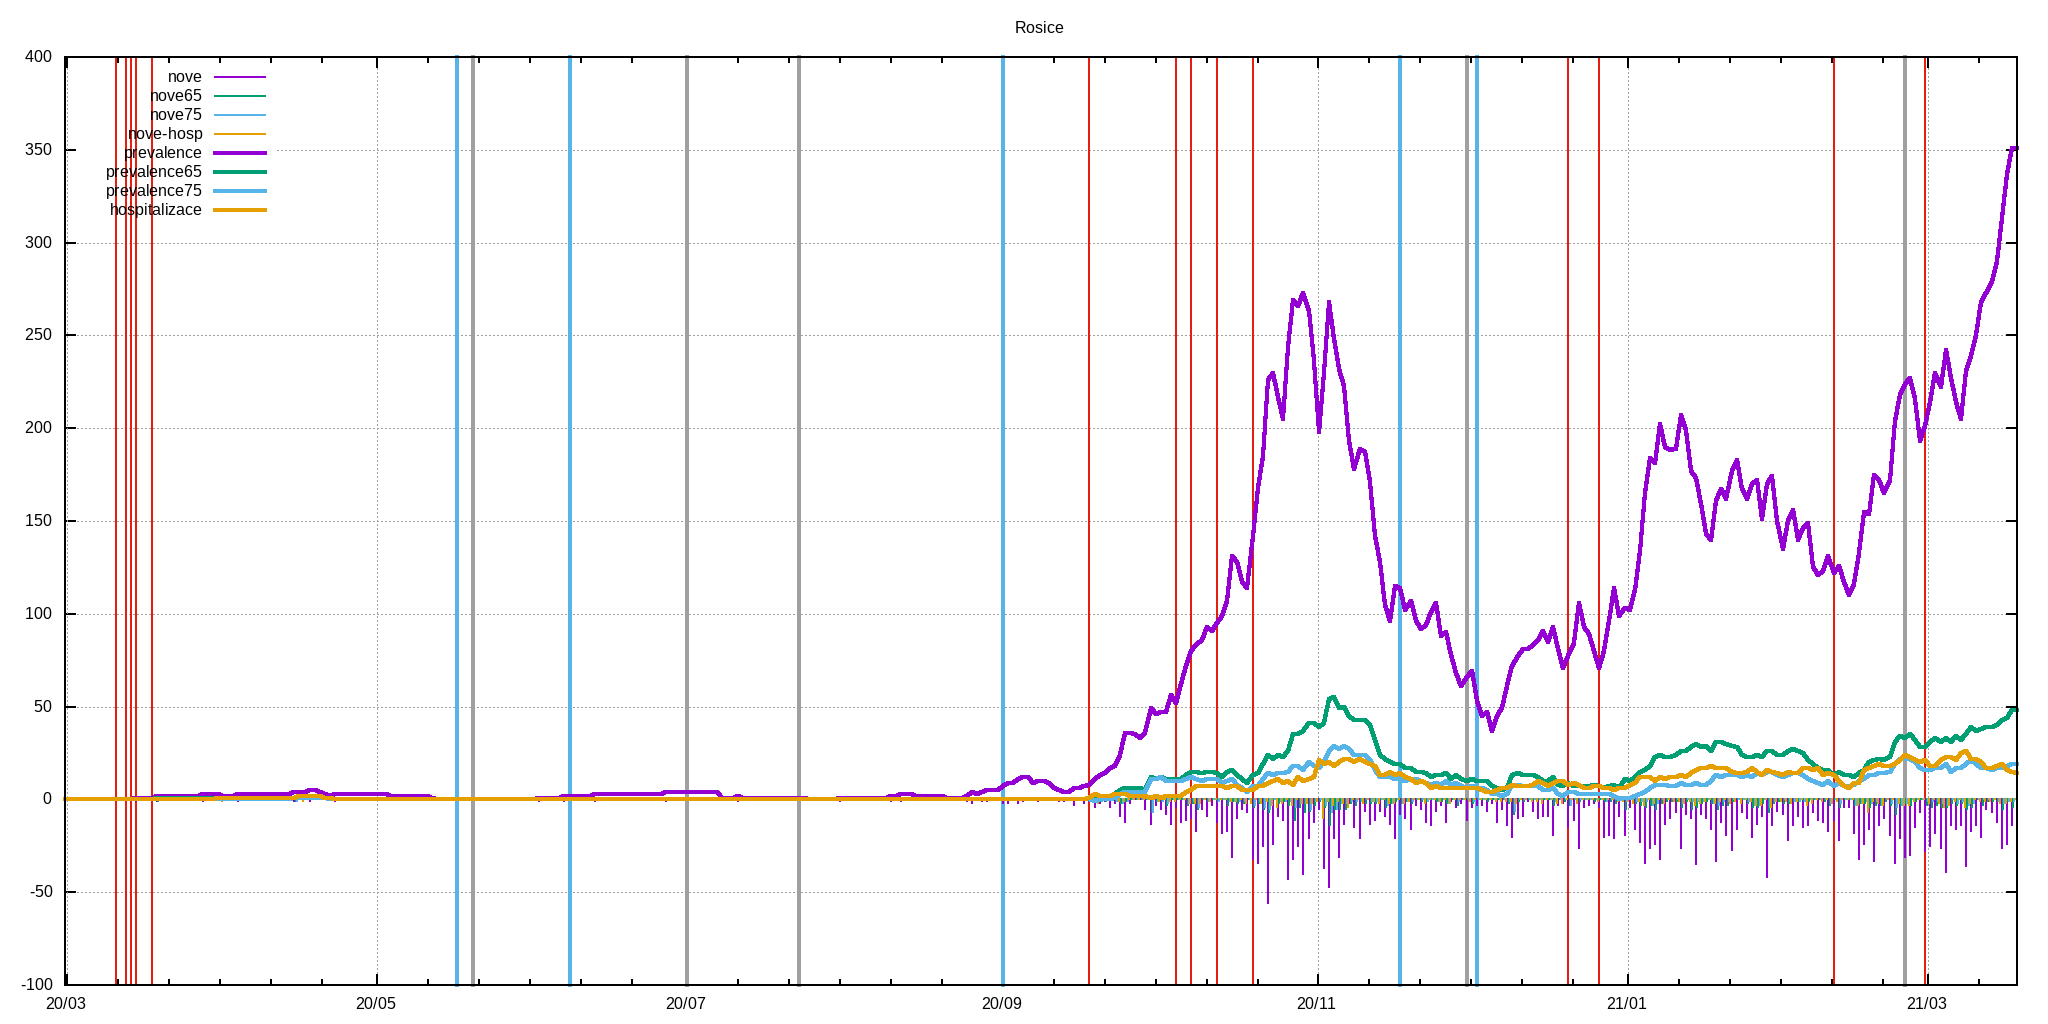 Rosice
400
350
300
250
200
150
100
50
0
-50
-100
nove
nove65
nove75
nove-hosp
prevalence
prevalence65
prevalence75
hospitalizace
20/03 20/05 20/07 20/09 20/11 21/01 21/03